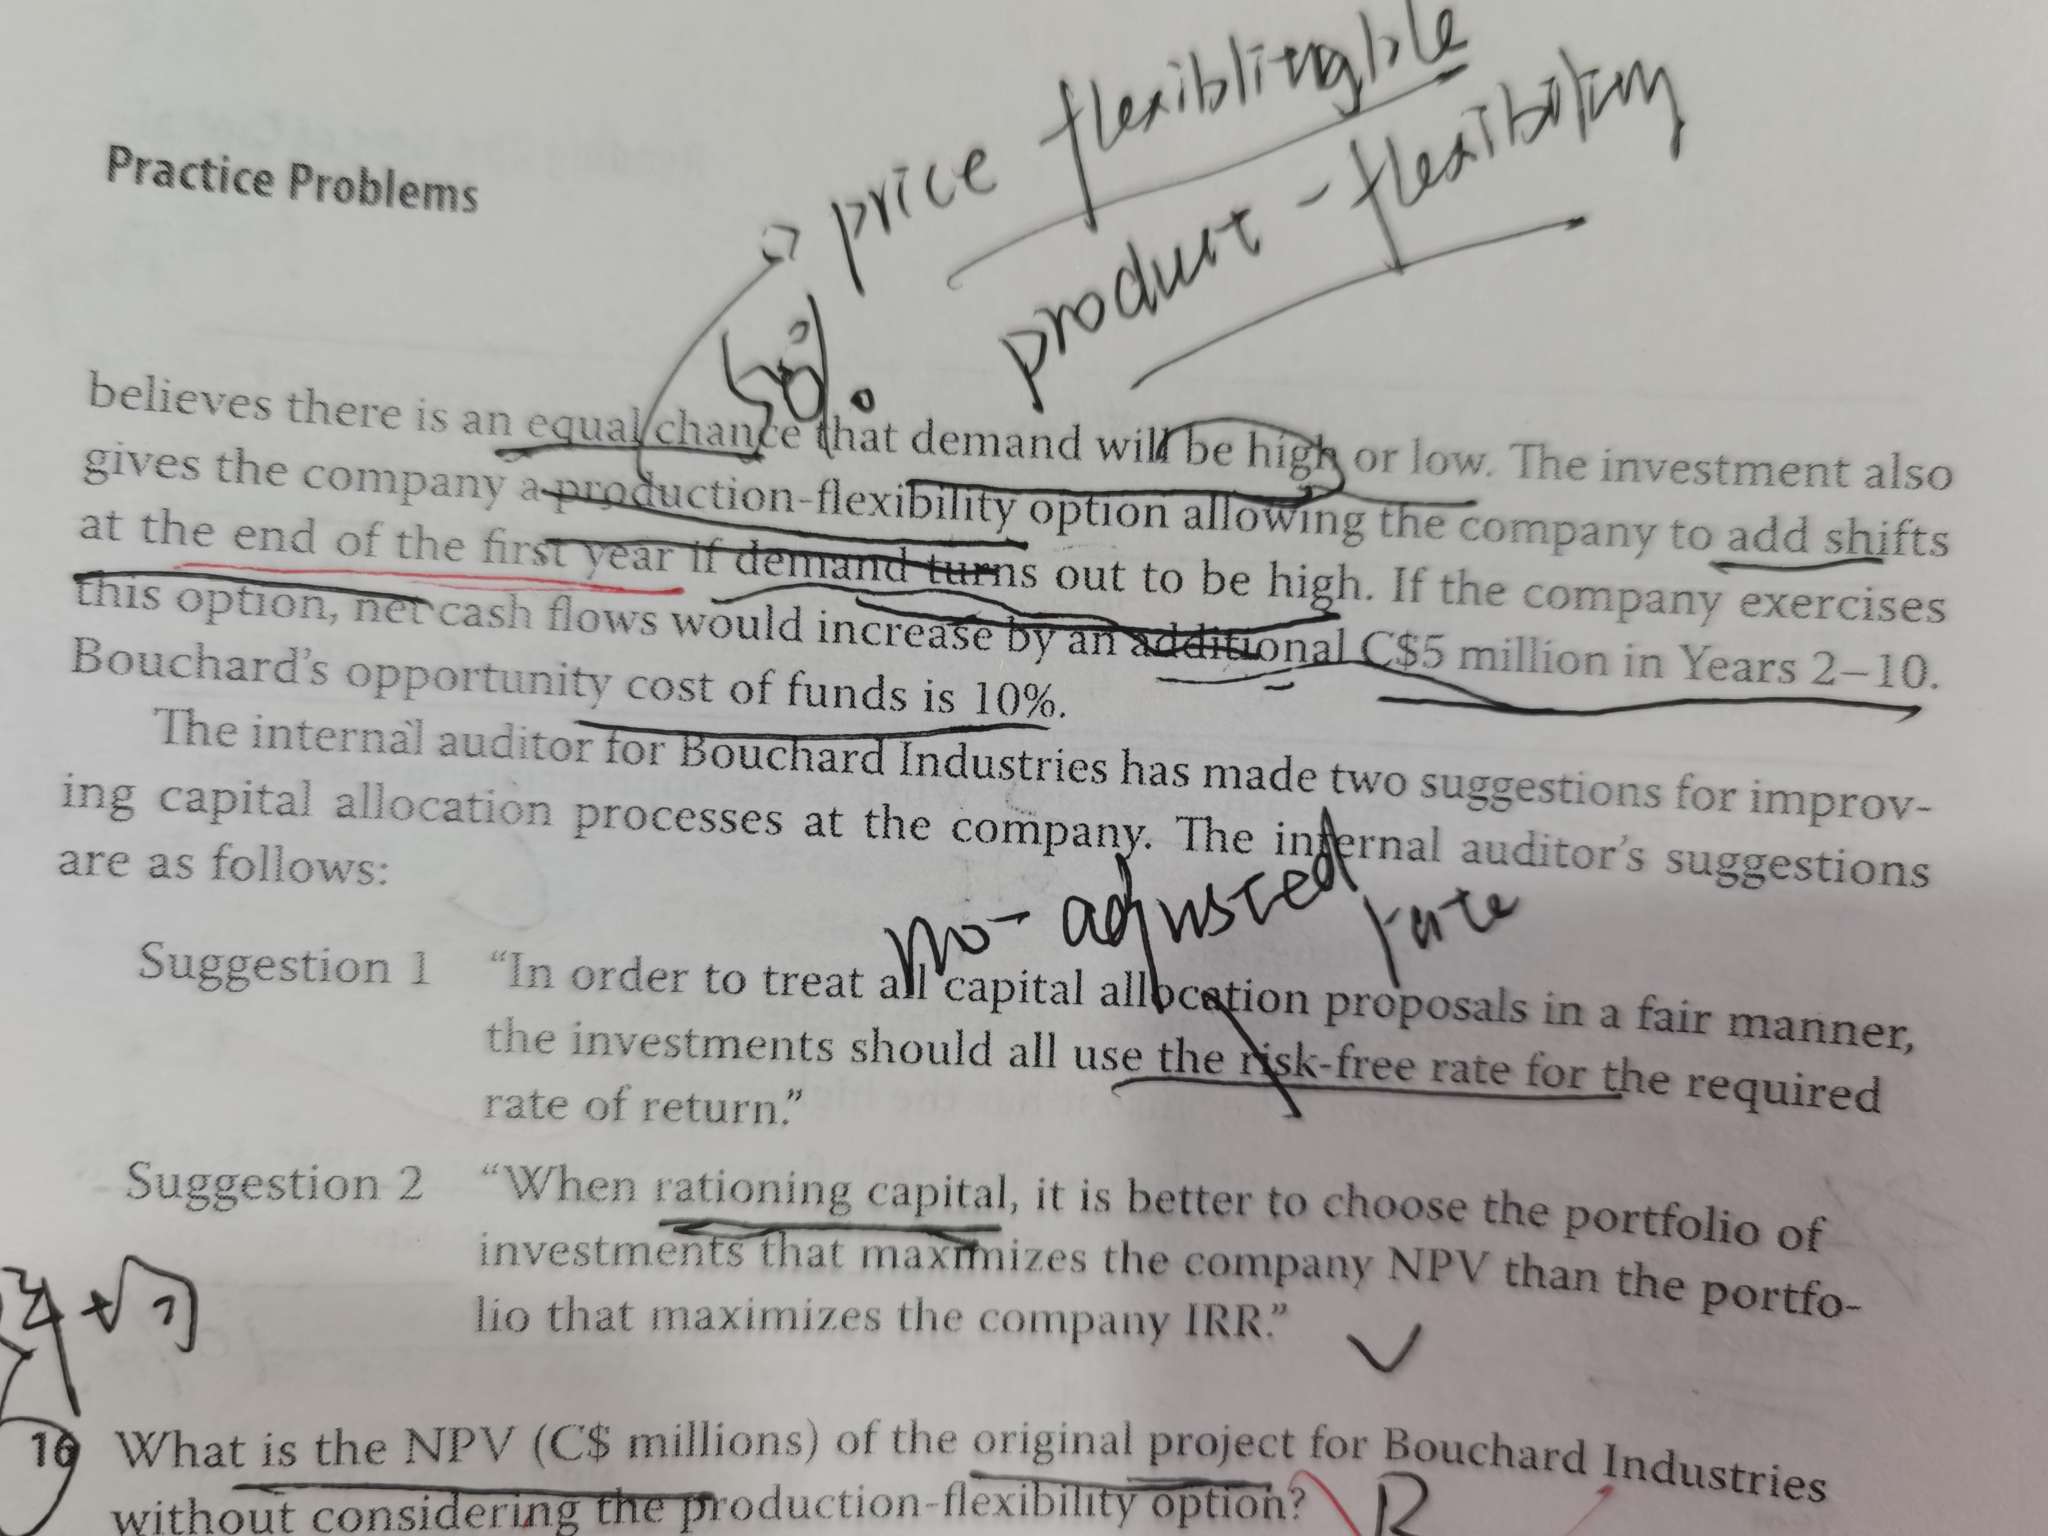 price flexiblitngble
product - flexibility
Practice Problems
50%.
believes there is an equal chance that demand will be high or low. The investment also
gives the company a production-flexibility option allowing the company to add shifts
at the end of the first year if demand turns out to be high. If the company exercises
this option, net cash flows would increase by an additional C$5 million in Years 2–10.
Bouchard's opportunity cost of funds is 10%.
The internal auditor for Bouchard Industries has made two suggestions for improv-
ing capital allocation processes at the company. The internal auditor's suggestions
are as follows:
no-adjusted rate
Suggestion 1 “In order to treat all capital allocation proposals in a fair manner,
the investments should all use the risk-free rate for the required
rate of return.”
Suggestion 2 “When rationing capital, it is better to choose the portfolio of
investments that maximizes the company NPV than the portfo-
lio that maximizes the company IRR.”
16 What is the NPV (C$ millions) of the original project for Bouchard Industries
without considering the production-flexibility option?